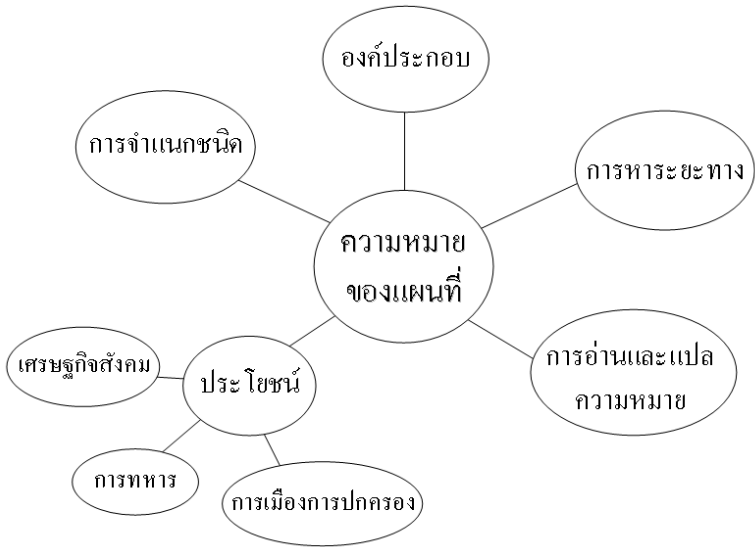 องค์ประกอบ
การจำแนกชนิด
การหาระยะทาง
ความหมาย
ของแผนที่
การอ่านและแปล
ความหมาย
ประโยชน์
เศรษฐกิจสังคม
การทหาร
การเมืองการปกครอง